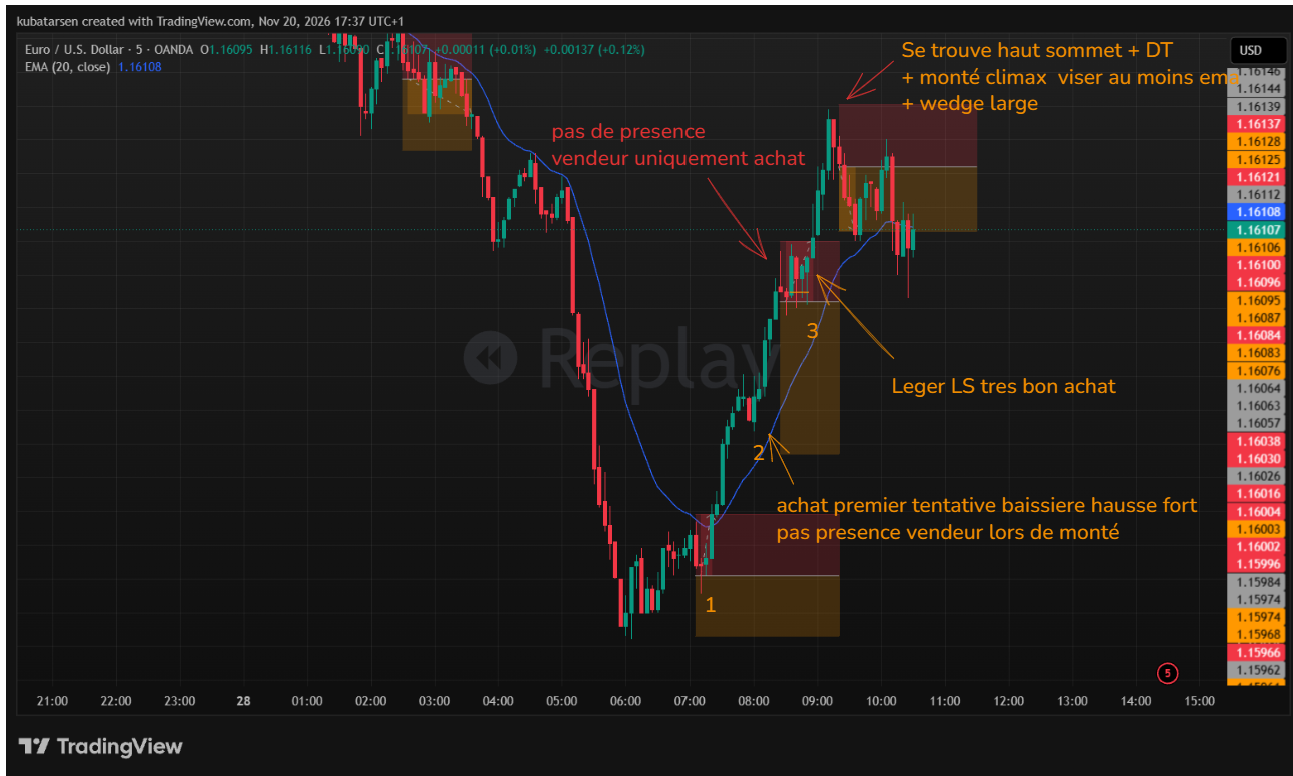 kubatarsen created with TradingView.com, Nov 20, 2026 17:37 UTC+1
Euro / U.S. Dollar · 5 · OANDA O1.16095 H1.16116 C +0.00011 (+0.01%) +0.00137 (+0.12%)
EMA (20, close) 1.16108
USD
Se trouve haut sommet + DT
+ monté climax viser au moins ema
+ wedge large
pas de presence
vendeur uniquement achat
Replay
3
Leger LS tres bon achat
2
achat premier tentative baissiere hausse fort
pas presence vendeur lors de monté
1
1.16146
1.16144
1.16139
1.16137
1.16128
1.16125
1.16121
1.16112
1.16108
1.16107
1.16106
1.16100
1.16096
1.16095
1.16087
1.16084
1.16083
1.16076
1.16064
1.16063
1.16057
1.16038
1.16030
1.16026
1.16016
1.16004
1.16003
1.16002
1.15996
1.15984
1.15974
1.15974
1.15968
1.15966
1.15962
5
21:00 22:00 23:00 28 01:00 02:00 03:00 04:00 05:00 06:00 07:00 08:00 09:00 10:00 11:00 12:00 13:00 14:00 15:00
TradingView